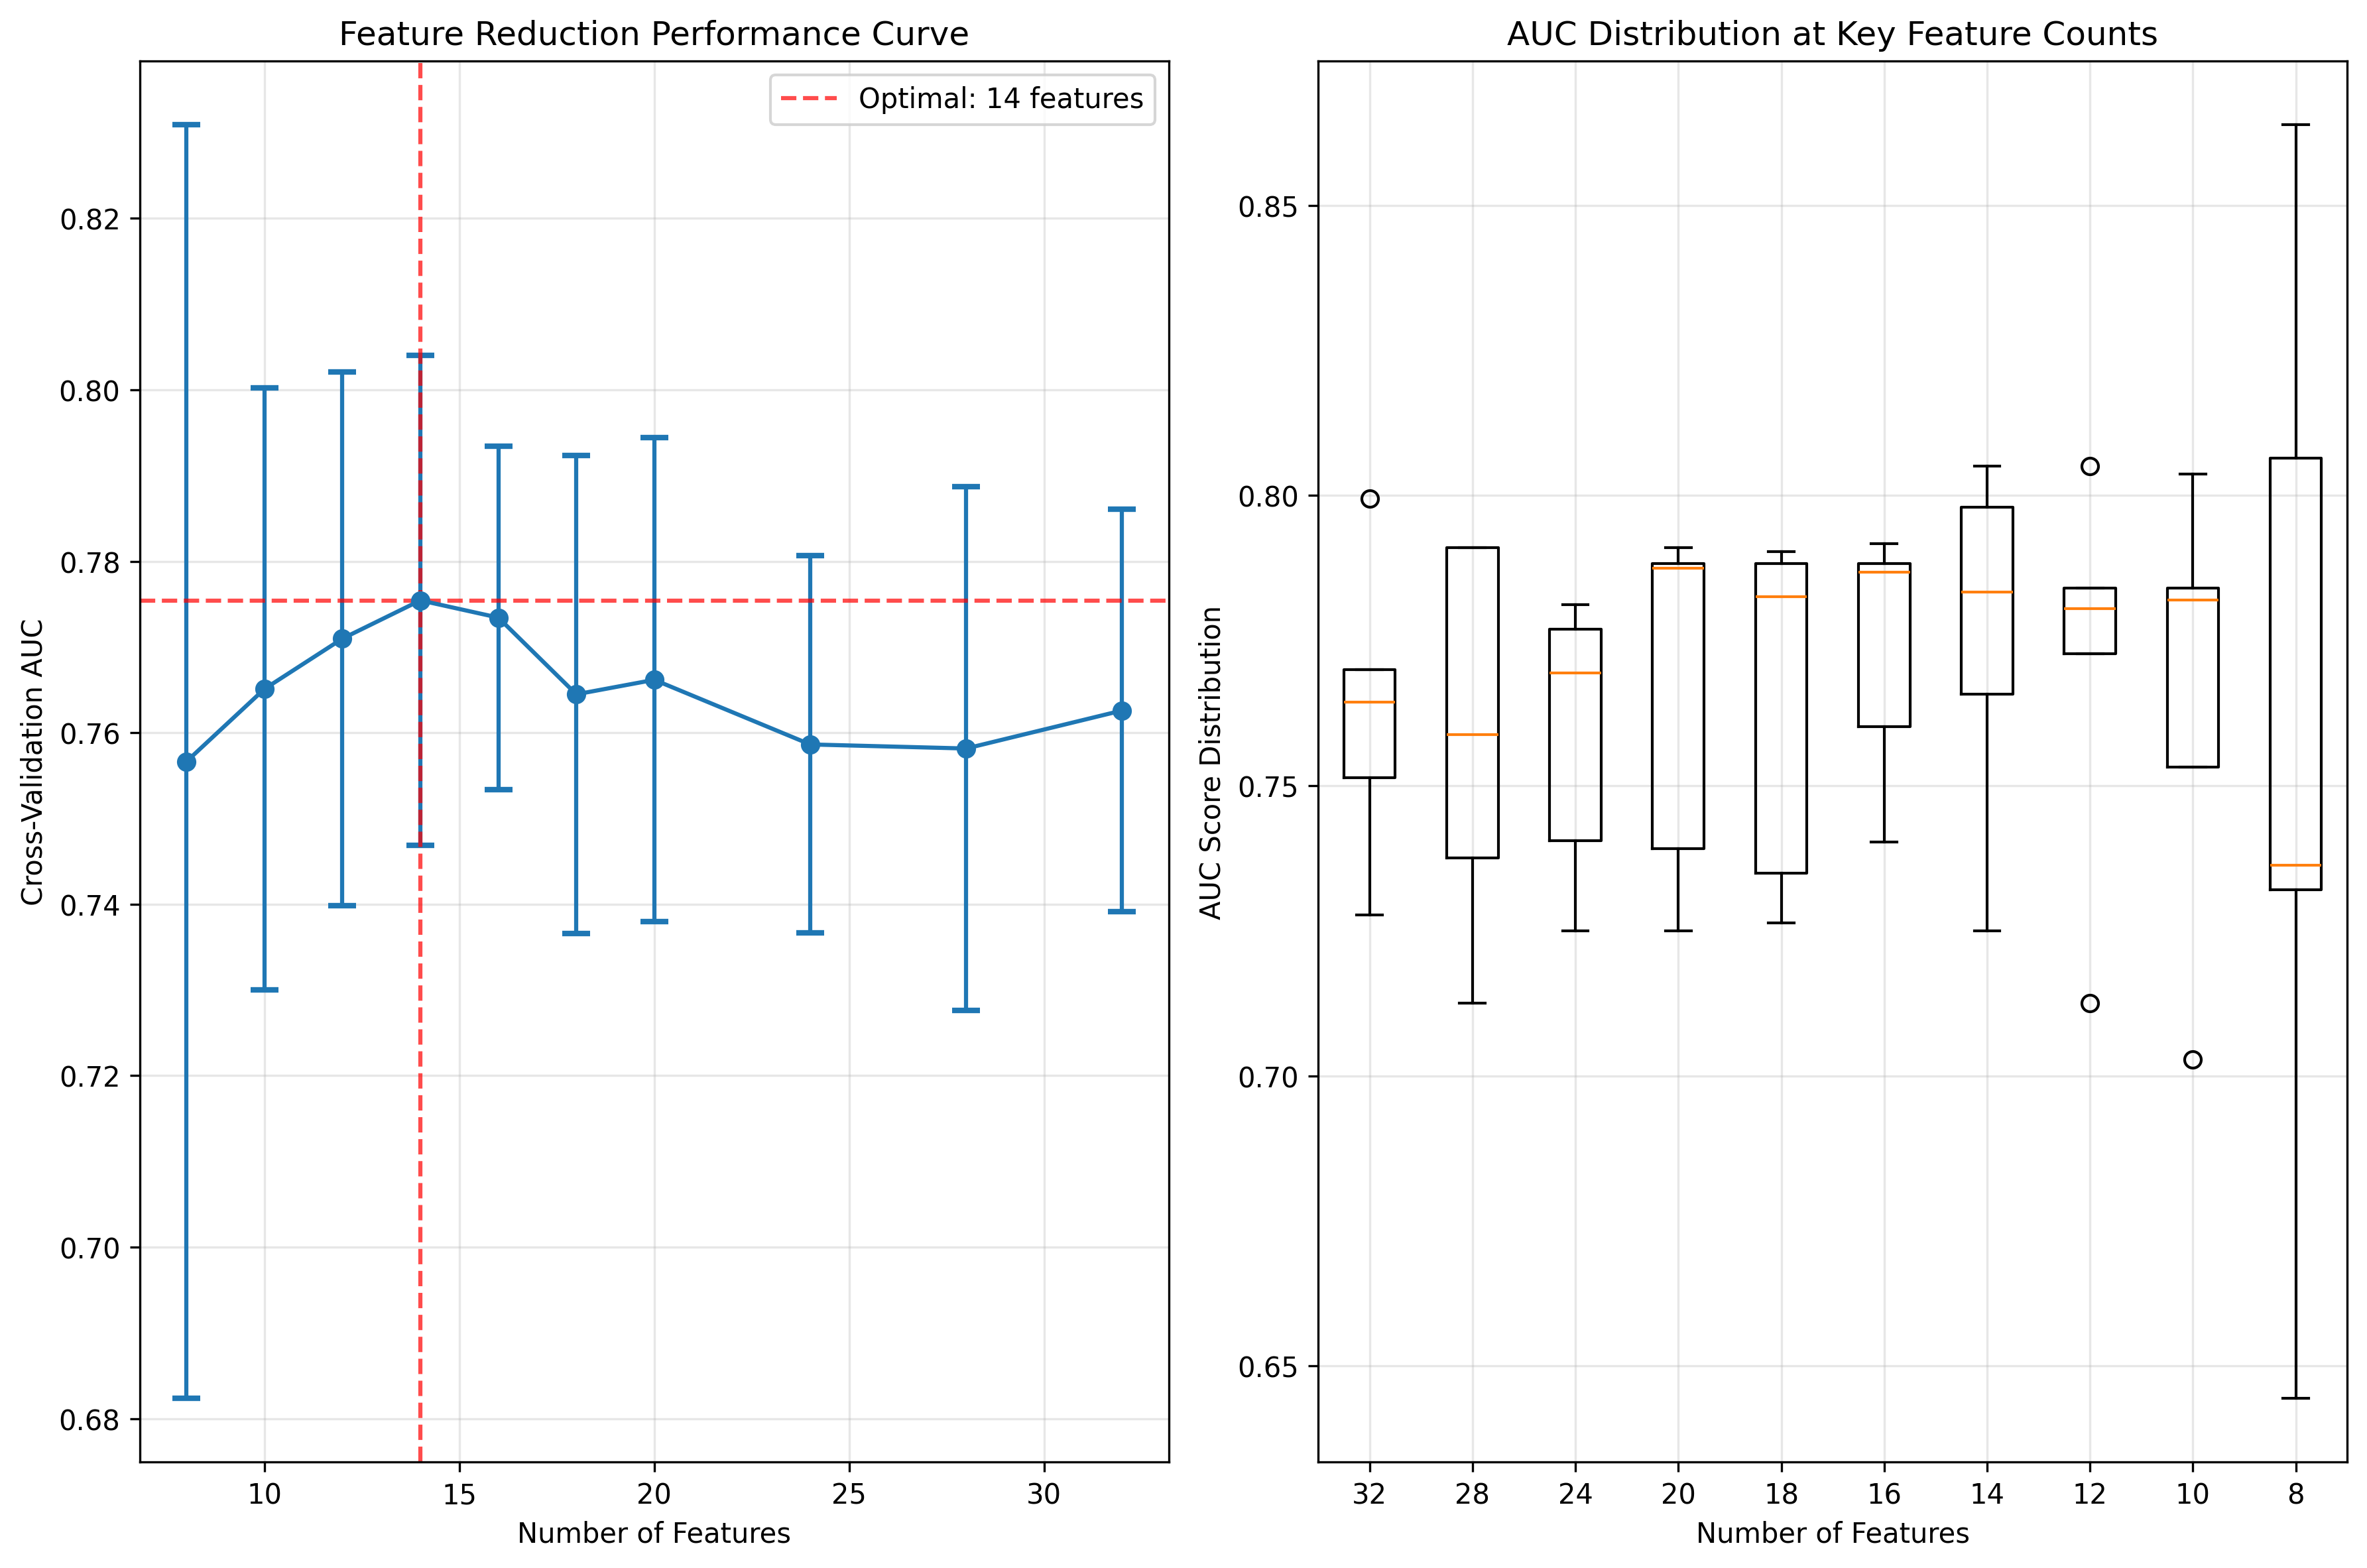 Feature Reduction Performance Curve
Optimal: 14 features
Cross-Validation AUC
0.82
0.80
0.78
0.76
0.74
0.72
0.70
0.68
10 15 20 25 30
Number of Features
AUC Distribution at Key Feature Counts
AUC Score Distribution
0.85
0.80
0.75
0.70
0.65
32 28 24 20 18 16 14 12 10 8
Number of Features